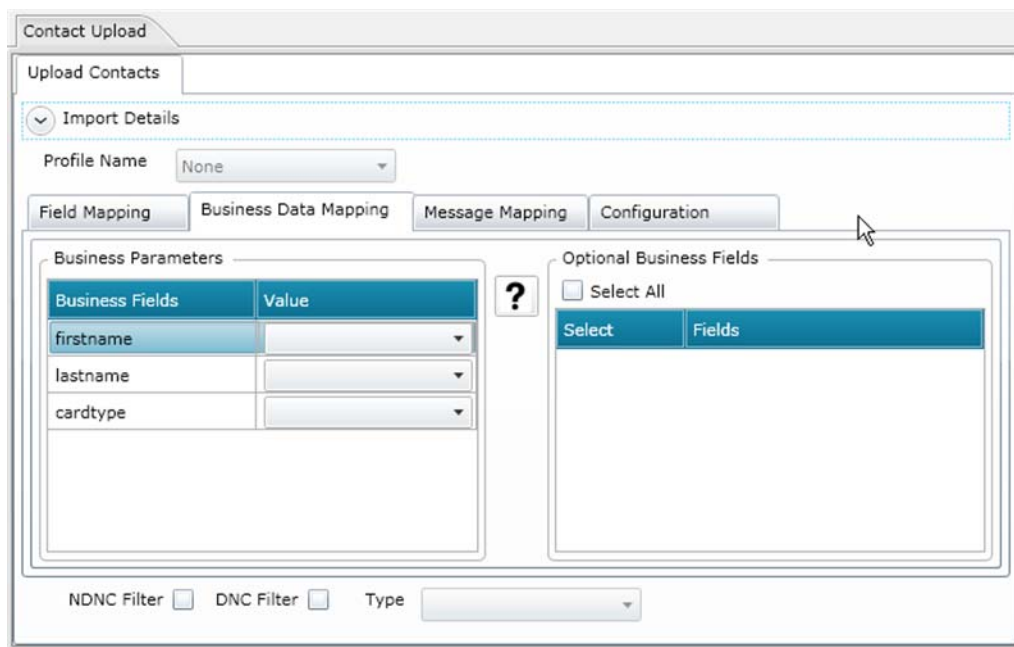 Contact Upload
Upload Contacts
Import Details
Profile Name None
Field Mapping Business Data Mapping Message Mapping Configuration
Business Parameters Optional Business Fields
? Select All
Business Fields Value Select Fields
firstname
lastname
cardtype
NDNC Filter DNC Filter Type